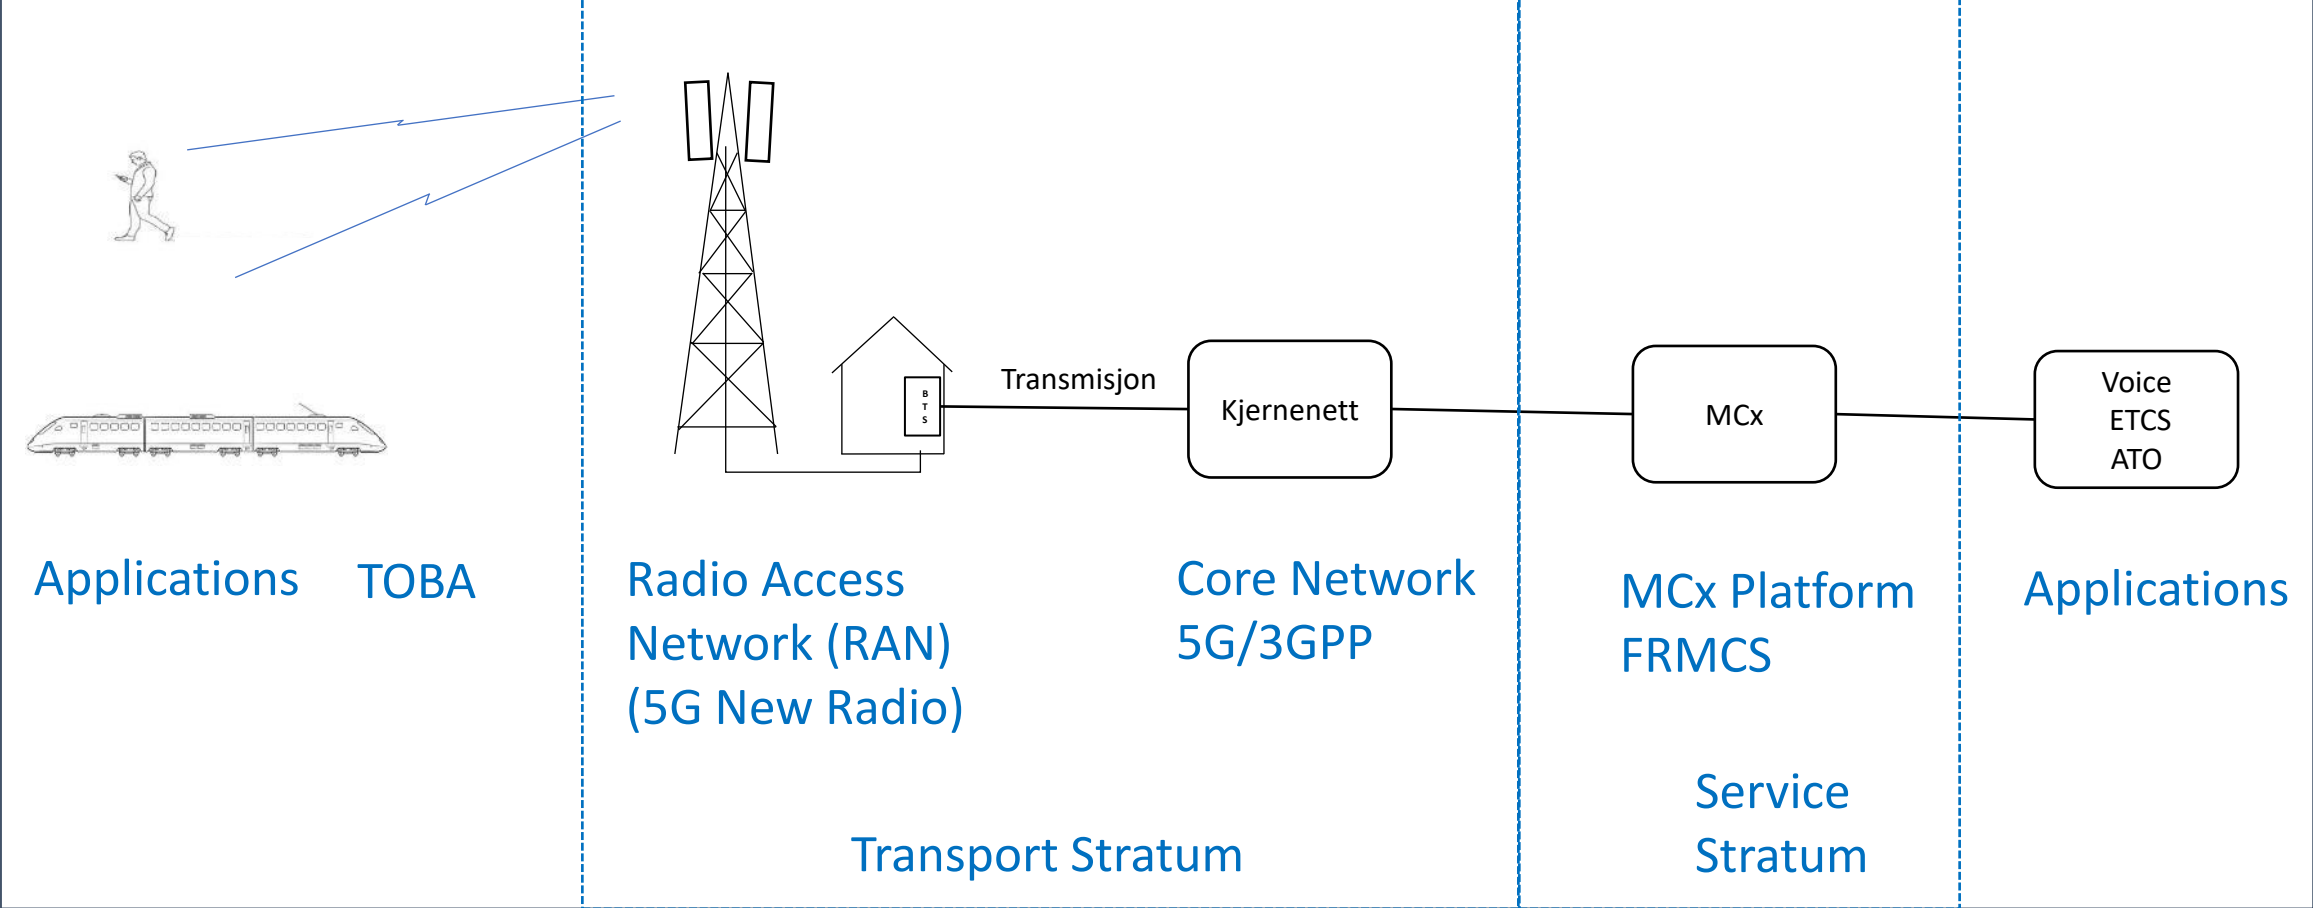 B
T
S
Transmisjon
Kjernenett
MCx
Voice
ETCS
ATO
Applications
TOBA
Radio Access
Network (RAN)
(5G New Radio)
Core Network
5G/3GPP
MCx Platform
FRMCS
Applications
Transport Stratum
Service
Stratum